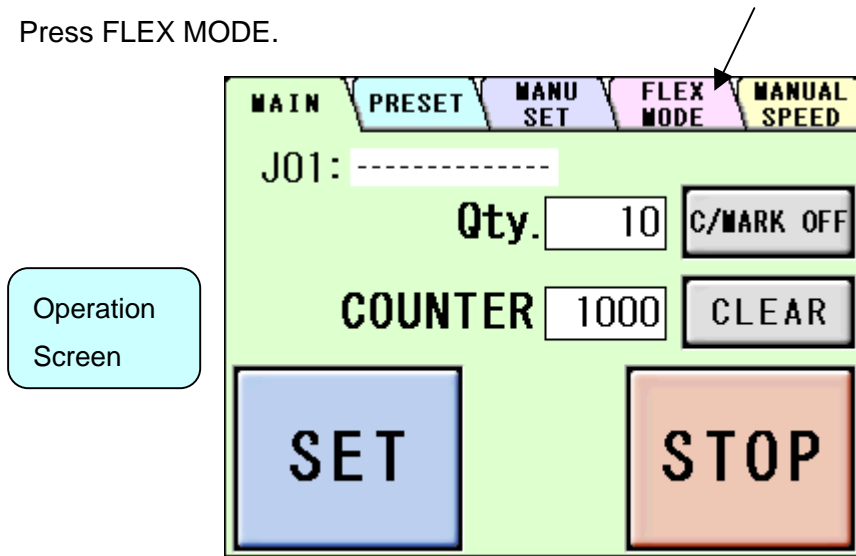 Press FLEX MODE.
MAIN PRESET MANU SET FLEX MODE MANUAL SPEED
J01: --------------
Qty. 10 C/MARK OFF
Operation Screen
COUNTER 1000 CLEAR
SET STOP